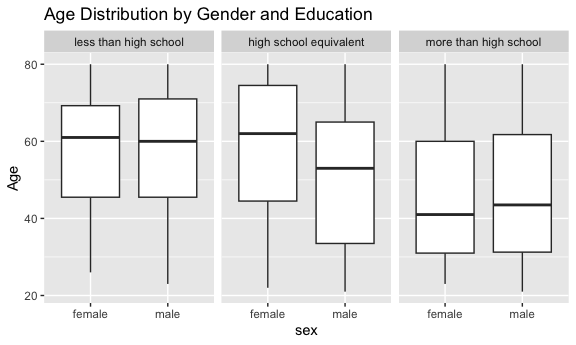 Age Distribution by Gender and Education
less than high school
high school equivalent
more than high school
80
60
40
20
Age
female
male
female
male
female
male
sex